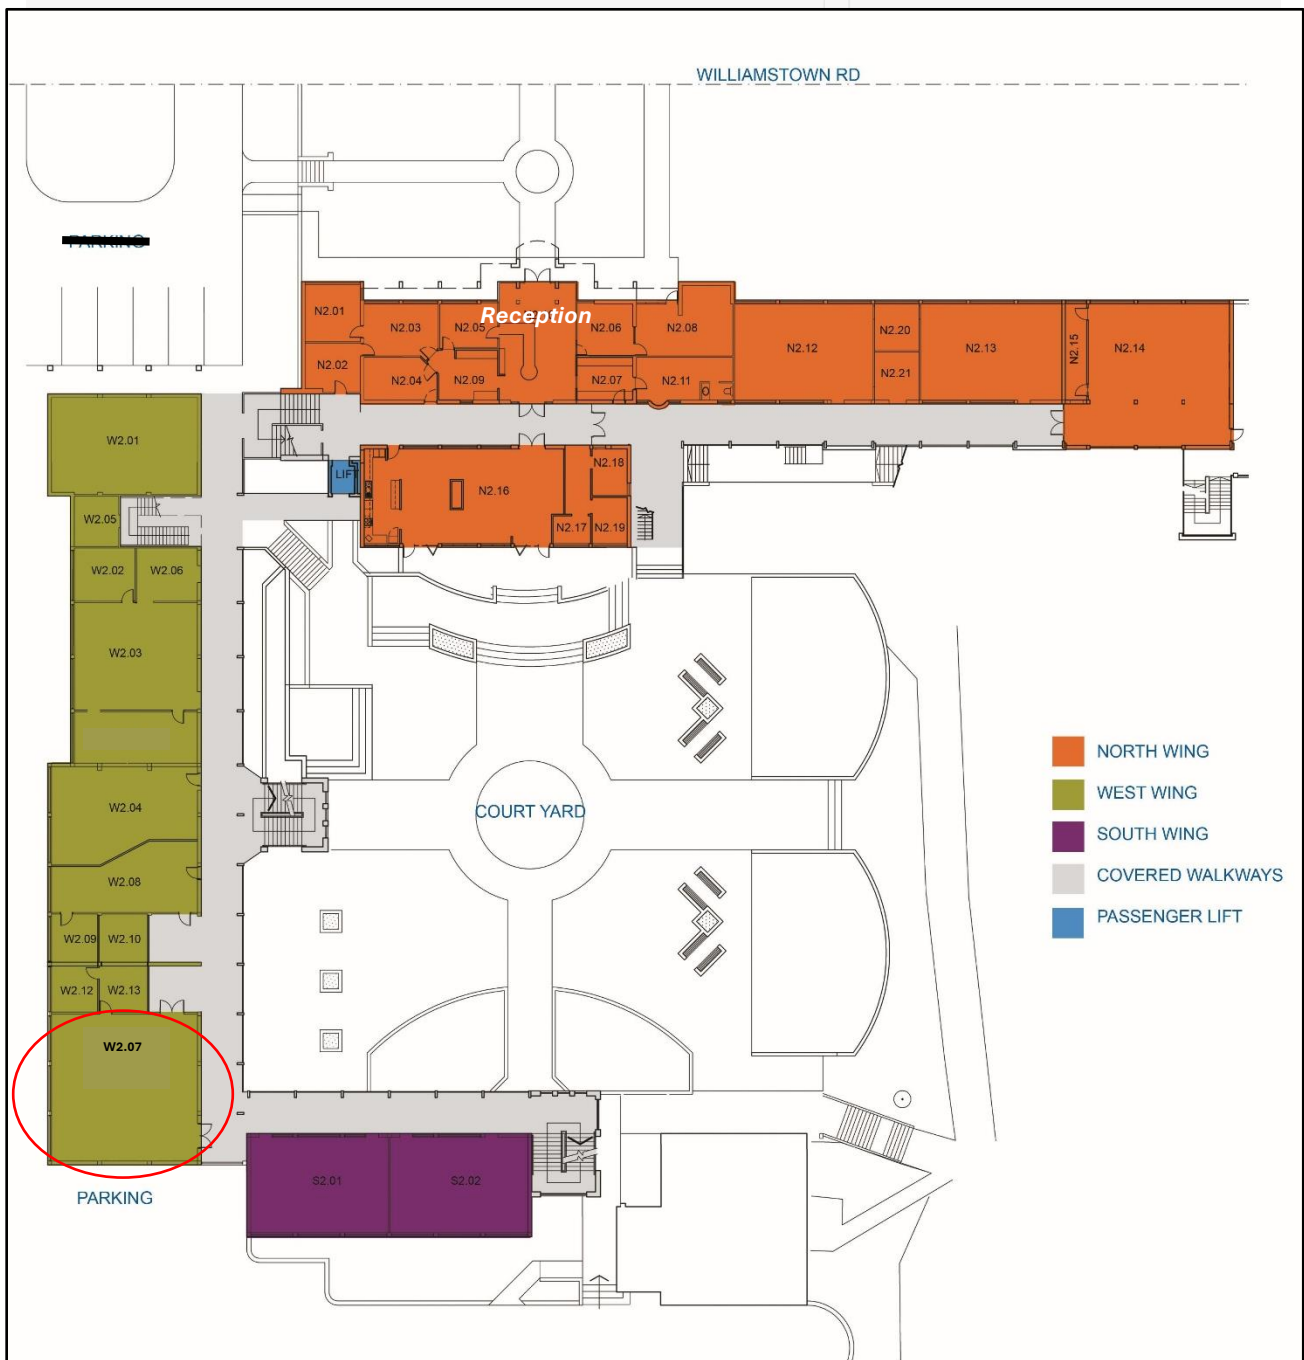 WILLIAMSTOWN RD
PARKING
N2.01
N2.03
N2.05
Reception
N2.06
N2.08
N2.12
N2.20
N2.13
N2.15
N2.14
N2.02
N2.04
N2.09
N2.07
N2.11
N2.21
W2.01
LIFT
N2.16
N2.18
N2.17
N2.19
W2.05
W2.02
W2.06
W2.03
W2.04
W2.08
W2.09
W2.10
W2.12
W2.13
W2.07
COURT YARD
NORTH WING
WEST WING
SOUTH WING
COVERED WALKWAYS
PASSENGER LIFT
S2.01
S2.02
PARKING